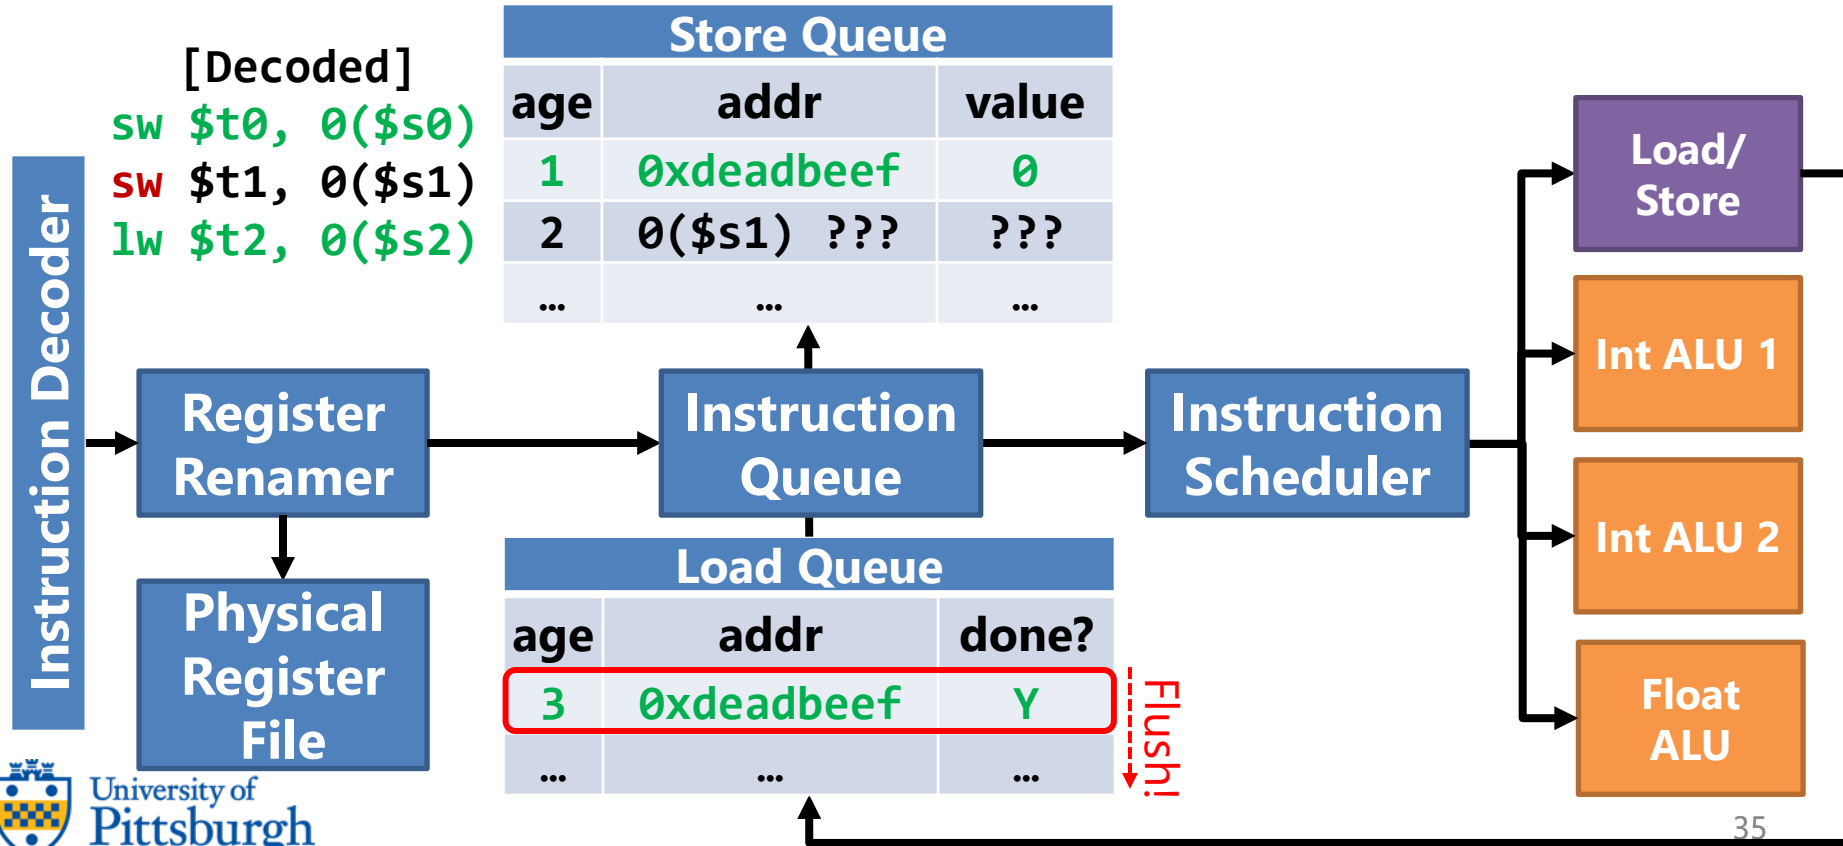 [Decoded]
sw $t0, 0($s0)
sw $t1, 0($s1)
lw $t2, 0($s2)
Instruction Decoder
Store Queue
age addr value
1 0xdeadbeef 0
2 0($s1) ??? ???
… … …
Register
Renamer
Instruction
Queue
Instruction
Scheduler
Physical
Register
File
Load Queue
age addr done?
3 0xdeadbeef Y
… … …
Flush!
Load/
Store
Int ALU 1
Int ALU 2
Float
ALU
University of
Pittsburgh
35